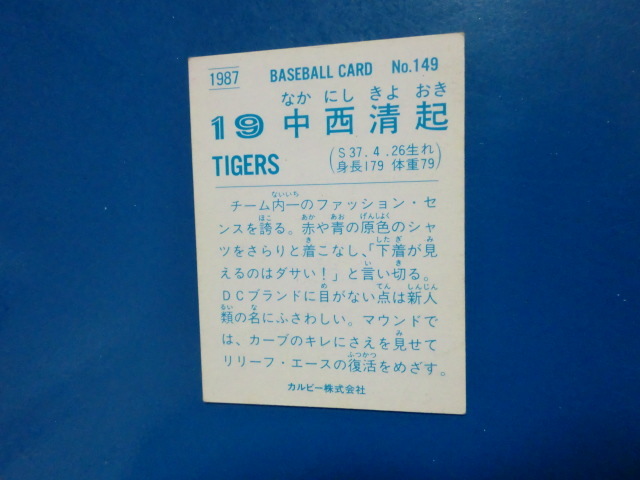 1987 BASEBALL CARD No.149
なか にし きよ おき
19 中西清起
TIGERS (S37.4.26生れ
身長179 体重79)
ないいち
チーム内一のファッション・セ
ほこ あか あお げんしょく
ンスを誇る。赤や青の原色のシャ
き したぎ み
ツをさらりと着こなし、「下着が見
い き
えるのはダサい!」と言い切る。
め てん しんじん
DCブランドに目がない点は新人
るい な
類の名にふさわしい。マウンドで
み
は、カーブのキレにさえを見せて
ふっかつ
リリーフ・エースの復活をめざす。
カルビー株式会社